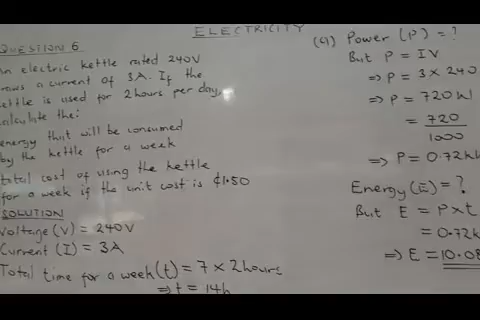 ELECTRICITY
QUESTION 6
An electric kettle rated 240V
draws a current of 3A. If the
kettle is used for 2 hours per day,
calculate the:
energy that will be consumed
by the kettle for a week
total cost of using the kettle
for a week if the unit cost is ₵1.50
SOLUTION
Voltage (V) = 240V
Current (I) = 3A
Total time for a week (t) = 7 × 2 hours
⇒ t = 14h
(a) Power (P) = ?
But P = IV
⇒ P = 3 × 240
⇒ P = 720W
= 720
1000
⇒ P = 0.72k
Energy (E) = ?
But E = P × t
= 0.72k
⇒ E = 10.08